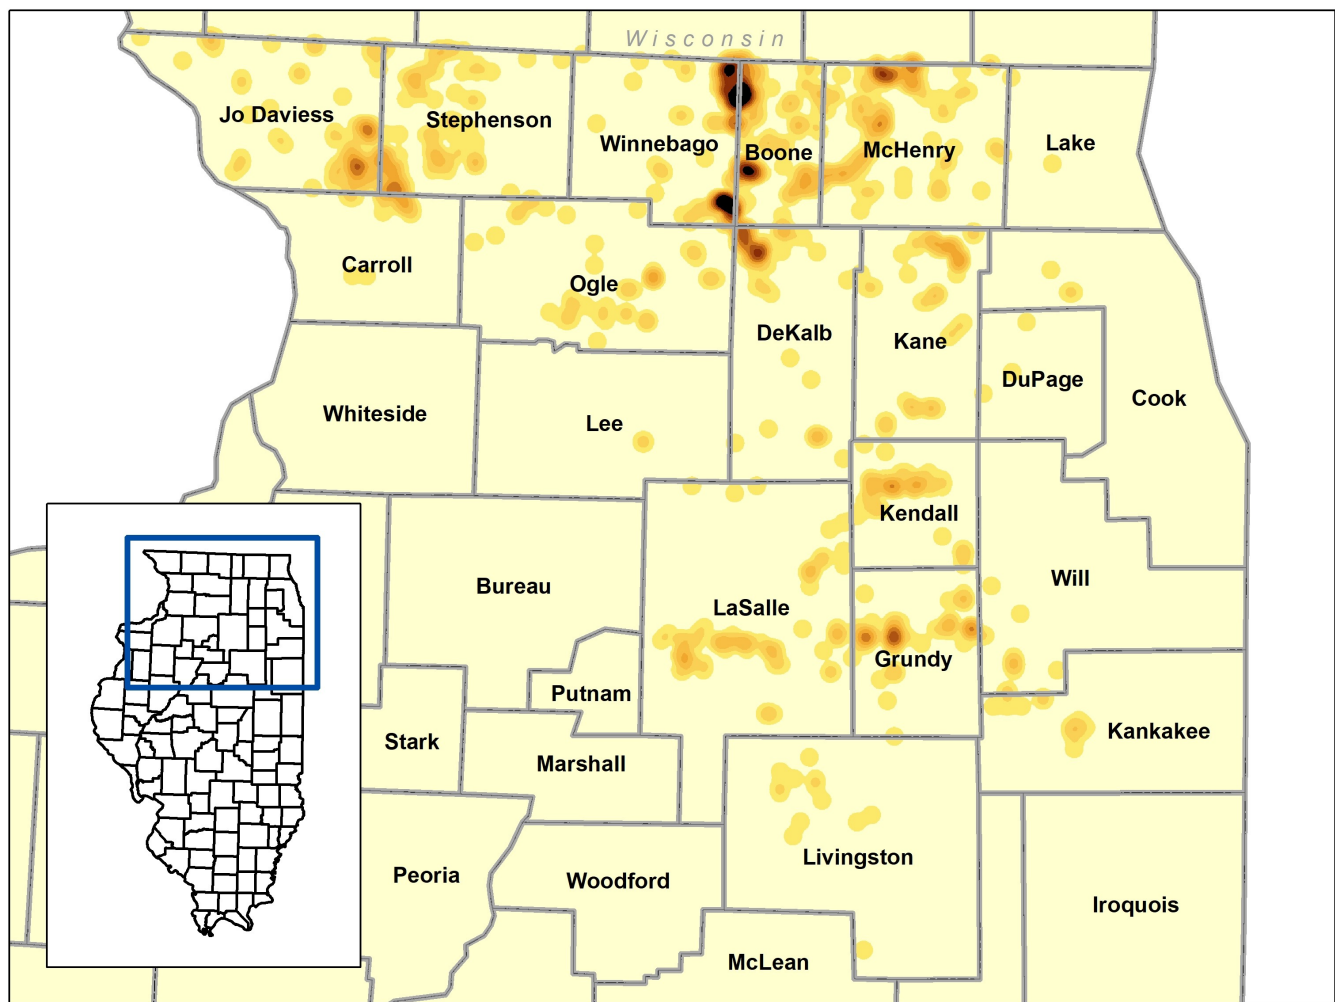 Wisconsin
Jo Daviess
Stephenson
Winnebago
Boone
McHenry
Lake
Carroll
Ogle
DeKalb
Kane
DuPage
Cook
Whiteside
Lee
Kendall
Bureau
LaSalle
Will
Grundy
Putnam
Stark
Marshall
Kankakee
Peoria
Woodford
Livingston
Iroquois
McLean